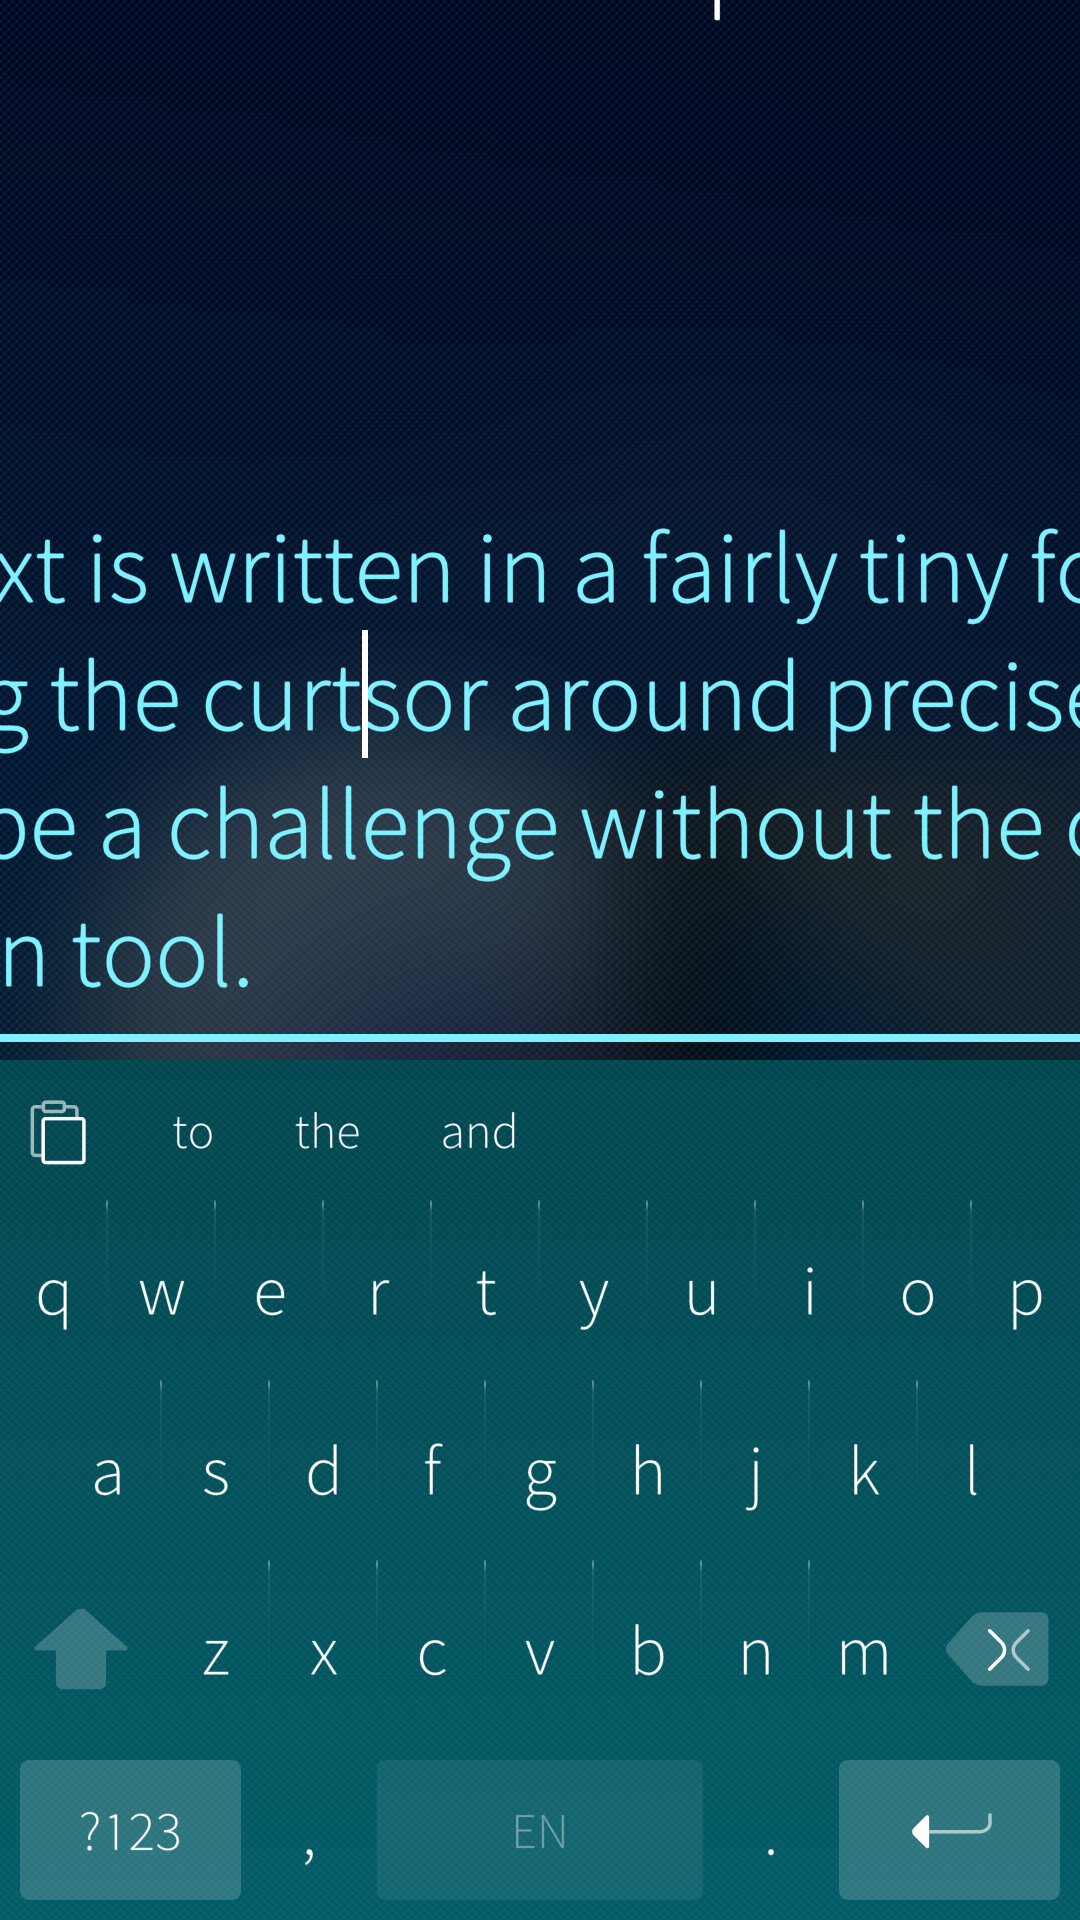 xt is written in a fairly tiny fo
g the curtsor around precise
be a challenge without the
n tool.
to the and
q w e r t y u i o p
a s d f g h j k l
z x c v b n m
?123 , EN .